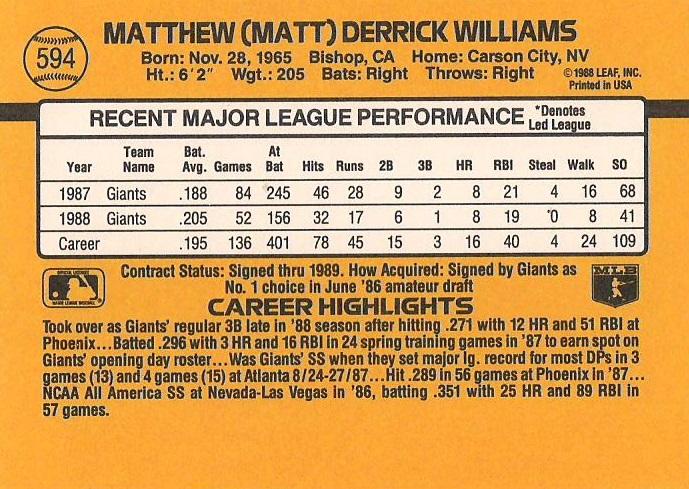 594
MATTHEW (MATT) DERRICK WILLIAMS
Born: Nov. 28, 1965 Bishop, CA Home: Carson City, NV
Ht.: 6'2" Wgt.: 205 Bats: Right Throws: Right
©1988 LEAF, INC.
Printed in USA
RECENT MAJOR LEAGUE PERFORMANCE *Denotes Led League
Year Team Name Bat. Avg. Games At Bat Hits Runs 2B 3B HR RBI Steal Walk SO
1987 Giants .188 84 245 46 28 9 2 8 21 4 16 68
1988 Giants .205 52 156 32 17 6 1 8 19 *0 8 41
Career .195 136 401 78 45 15 3 16 40 4 24 109
Contract Status: Signed thru 1989. How Acquired: Signed by Giants as
No. 1 choice in June '86 amateur draft
MAJOR LEAGUE BASEBALL
MLB
CAREER HIGHLIGHTS
Took over as Giants' regular 3B late in '88 season after hitting .271 with 12 HR and 51 RBI at
Phoenix...Batted .296 with 3 HR and 16 RBI in 24 spring training games in '87 to earn spot on
Giants' opening day roster...Was Giants' SS when they set major lg. record for most DPs in 3
games (13) and 4 games (15) at Atlanta 8/24-27/87...Hit .289 in 56 games at Phoenix in '87...
NCAA All America SS at Nevada-Las Vegas in '86, batting .351 with 25 HR and 89 RBI in
57 games.